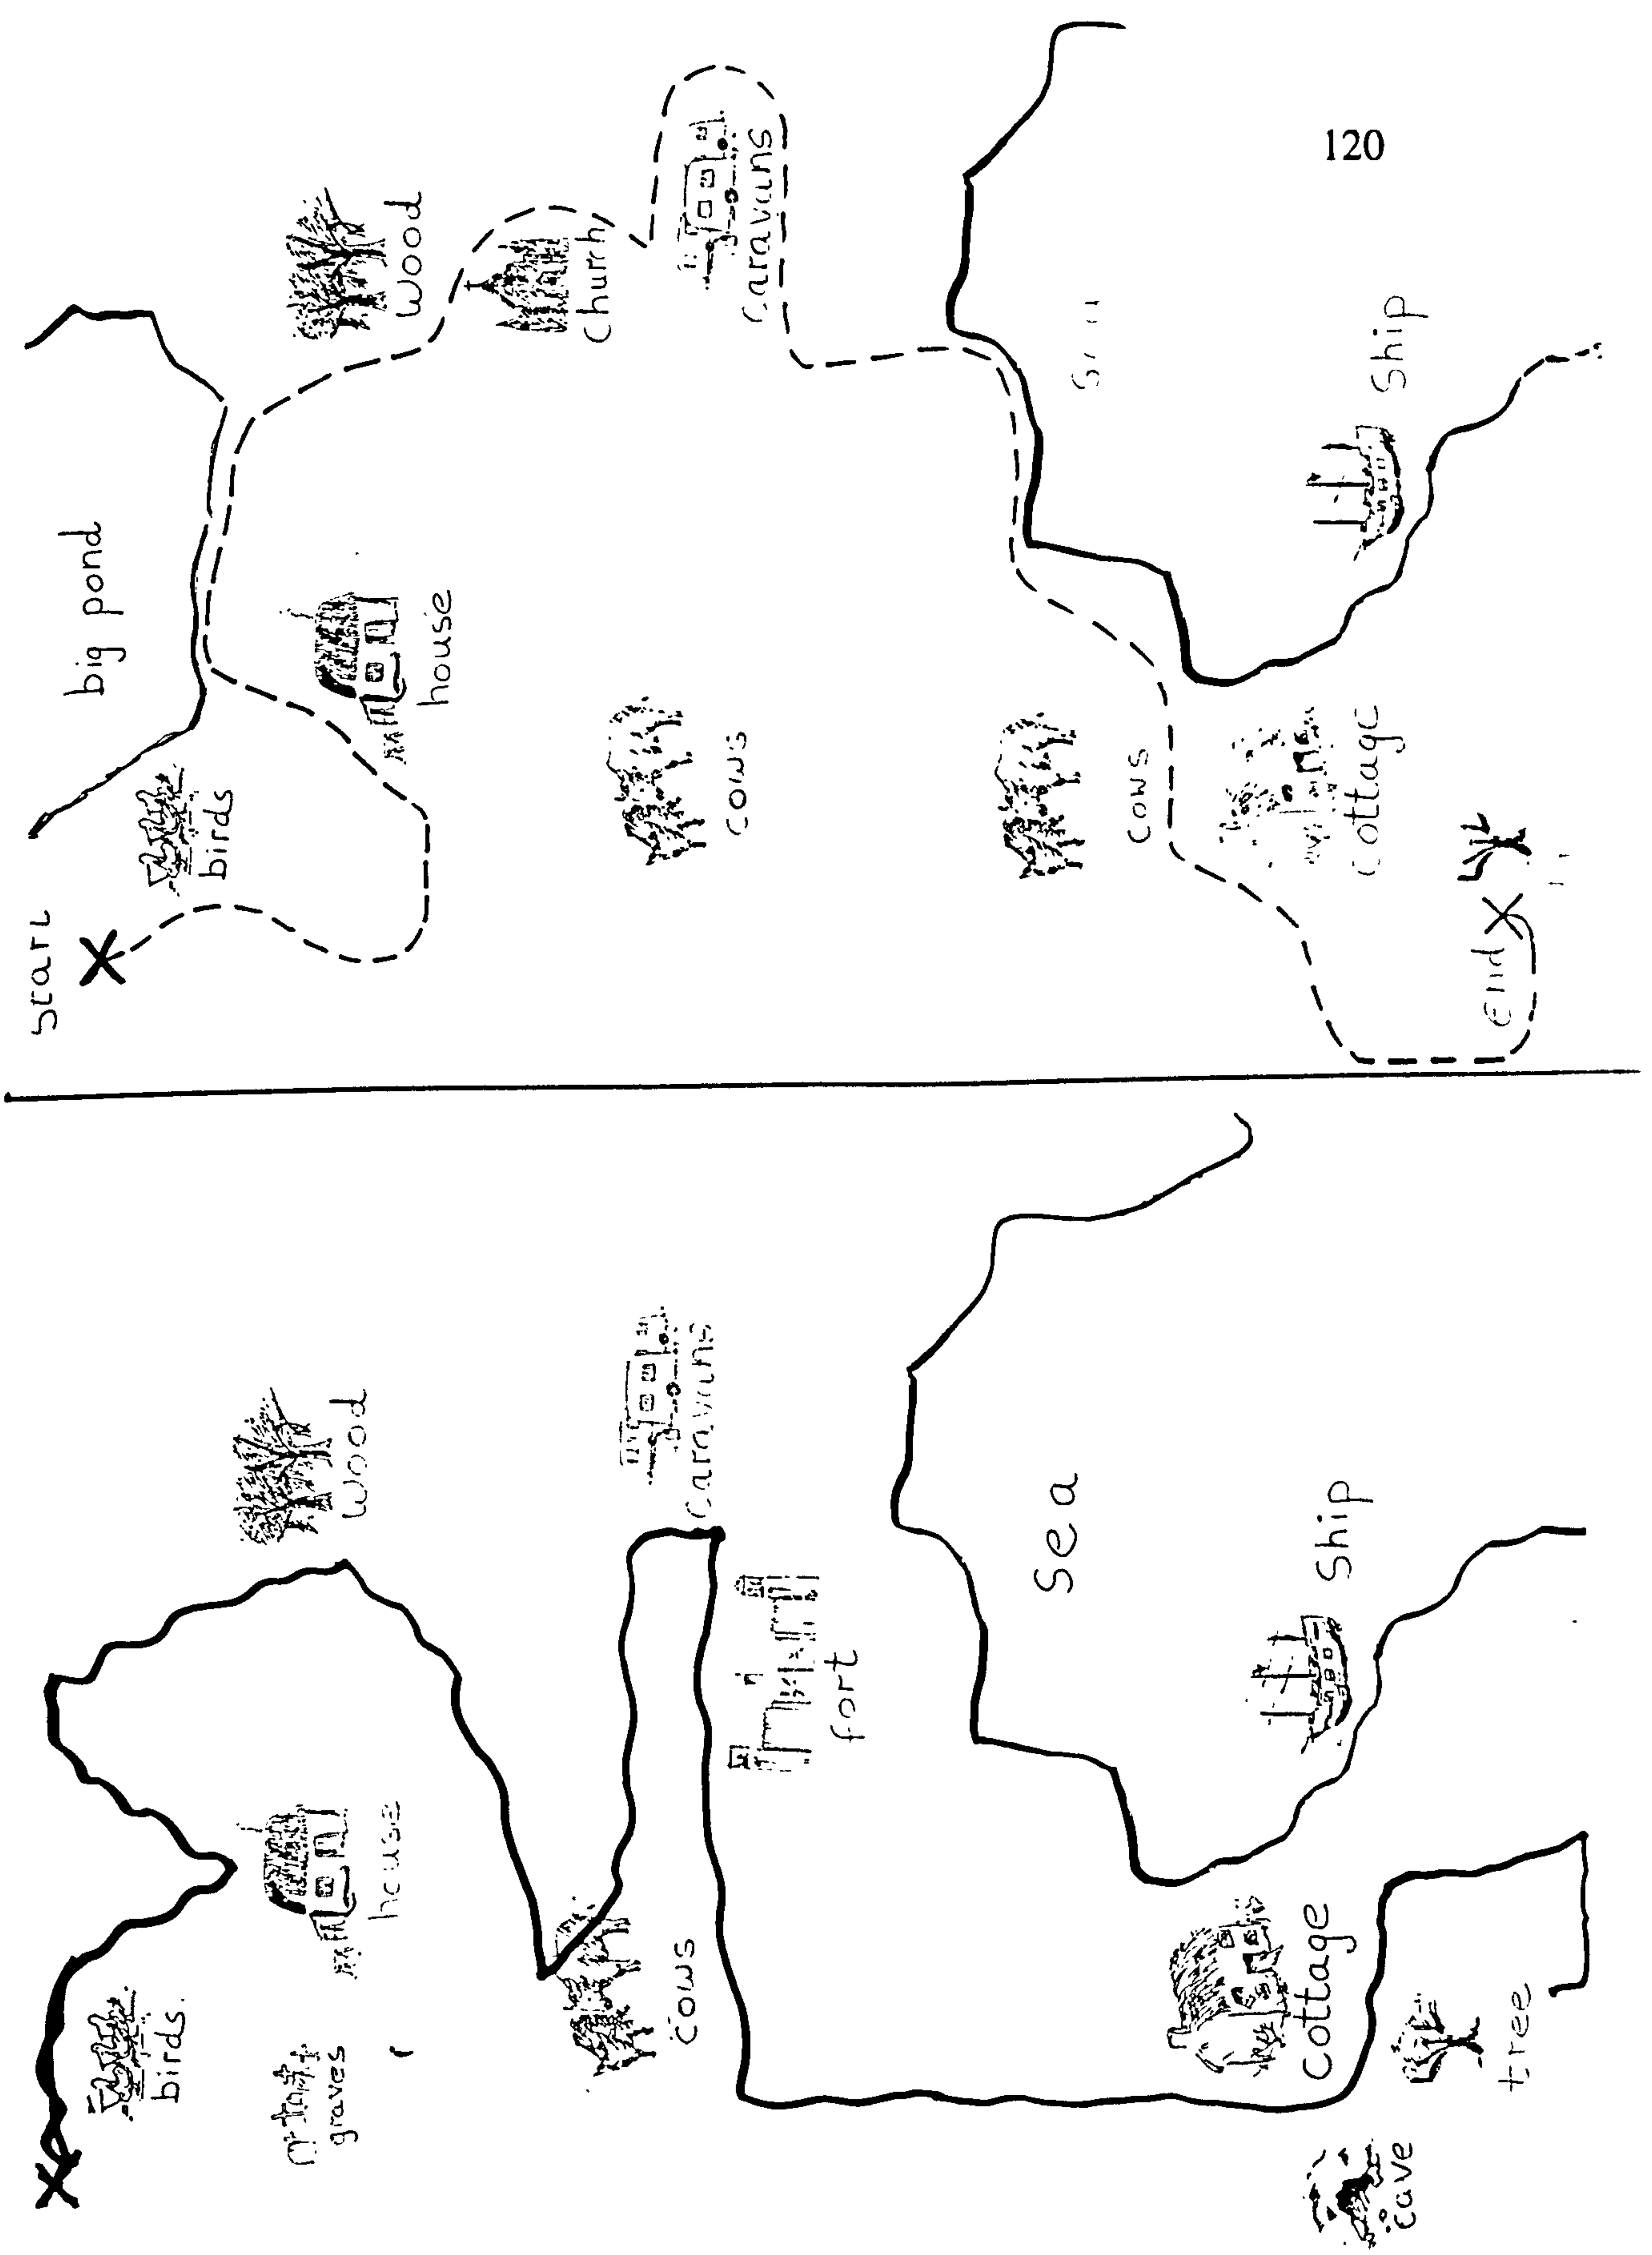 120
start
birds
big pond
house
wood
church
caravans
cows
cows
cottage
ship
end
birds.
graves
house
wood
cows
caravans
fort
sea
ship
cottage
tree
cave